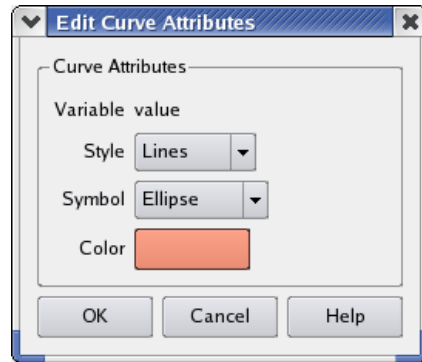 Edit Curve Attributes
Curve Attributes
Variable value
Style Lines
Symbol Ellipse
Color
OK Cancel Help